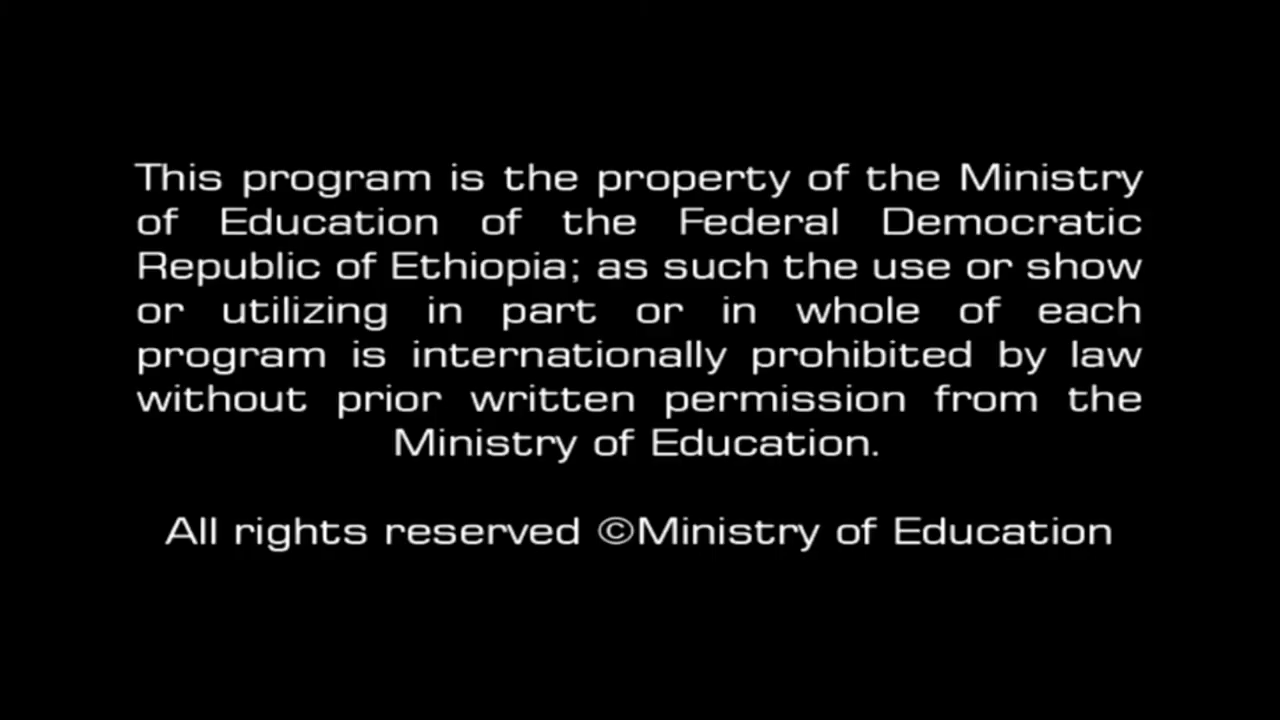 This program is the property of the Ministry
of Education of the Federal Democratic
Republic of Ethiopia; as such the use or show
or utilizing in part or in whole of each
program is internationally prohibited by law
without prior written permission from the
Ministry of Education.
All rights reserved ©Ministry of Education